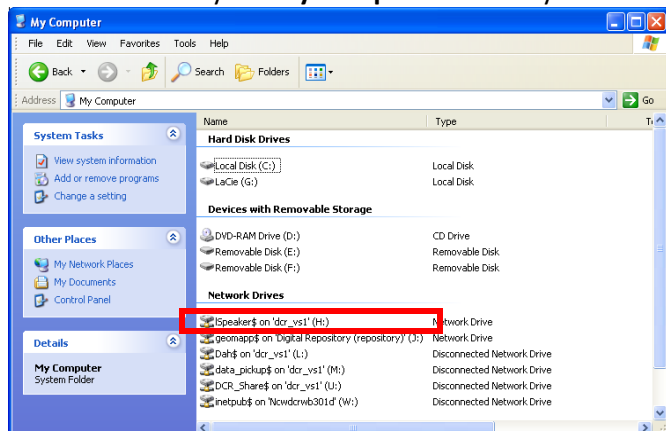 My Computer
File Edit View Favorites Tools Help
Back Search Folders
Address My Computer Go
Name Type
System Tasks
View system information
Add or remove programs
Change a setting
Other Places
My Network Places
My Documents
Control Panel
Details
My Computer
System Folder
Hard Disk Drives
Local Disk (C:) Local Disk
LaCie (G:) Local Disk
Devices with Removable Storage
DVD-RAM Drive (D:) CD Drive
Removable Disk (E:) Removable Disk
Removable Disk (F:) Removable Disk
Network Drives
ISpeaker$ on 'dcr_vs1' (H:) Network Drive
geomapp$ on 'Digital Repository (repository)' (J:) Network Drive
Dah$ on 'dcr_vs1' (L:) Disconnected Network Drive
data_pickup$ on 'dcr_vs1' (M:) Disconnected Network Drive
DCR_Share$ on 'dcr_vs1' (U:) Disconnected Network Drive
inetpub$ on 'Ncwdcrwb301d' (W:) Disconnected Network Drive